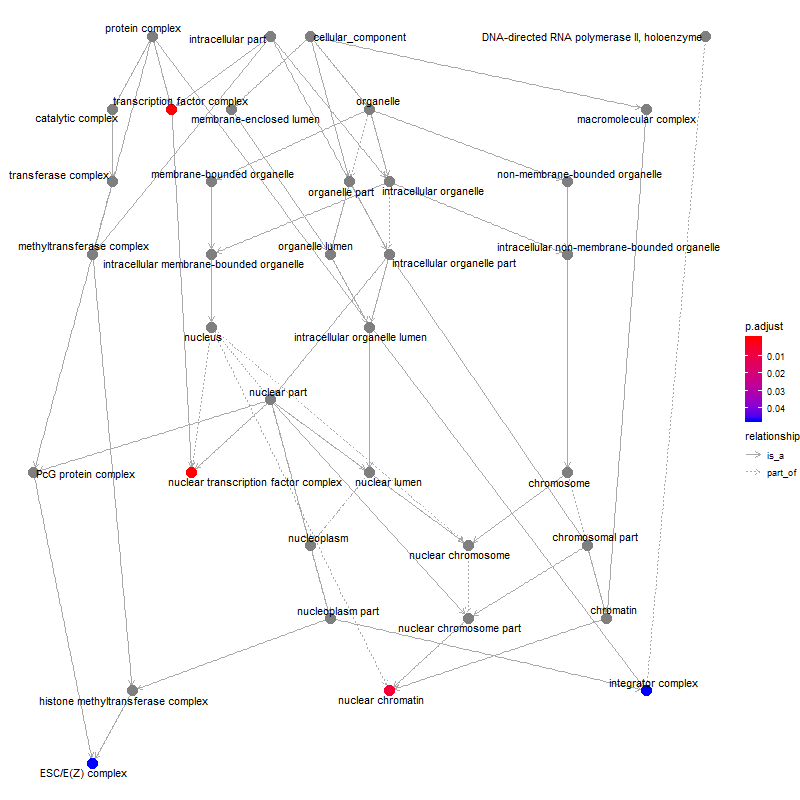 protein complex
intracellular part
cellular_component
DNA-directed RNA polymerase II, holoenzyme
transcription factor complex
organelle
catalytic complex
membrane-enclosed lumen
macromolecular complex
transferase complex
membrane-bounded organelle
non-membrane-bounded organelle
organelle part
intracellular organelle
methyltransferase complex
organelle lumen
intracellular non-membrane-bounded organelle
intracellular membrane-bounded organelle
intracellular organelle part
nucleus
intracellular organelle lumen
p.adjust
0.01
0.02
0.03
0.04
relationship
is_a
part_of
nuclear part
PcG protein complex
nuclear transcription factor complex
nuclear lumen
chromosome
nucleoplasm
nuclear chromosome
chromosomal part
nucleoplasm part
nuclear chromosome part
chromatin
histone methyltransferase complex
nuclear chromatin
integrator complex
ESC/E(Z) complex